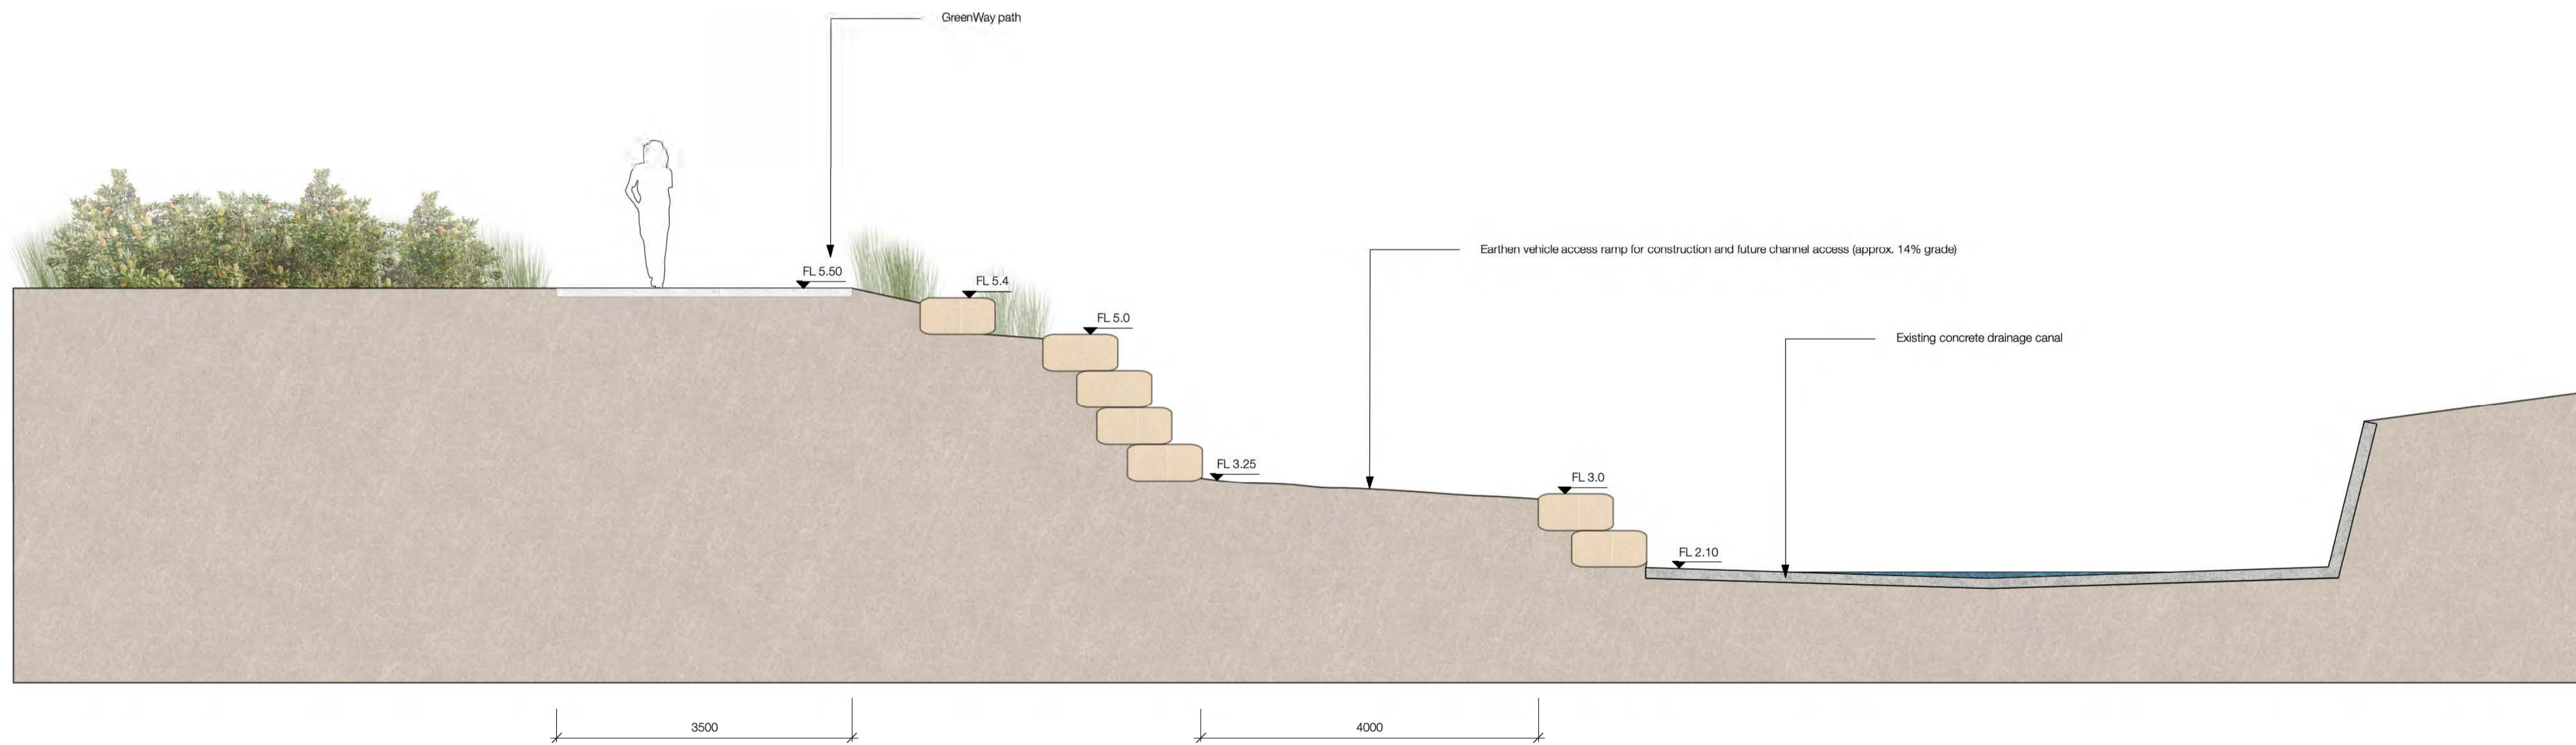 GreenWay path
Earthen vehicle access ramp for construction and future channel access (approx. 14% grade)
FL 5.50
FL 5.4
FL 5.0
Existing concrete drainage canal
FL 3.25
FL 3.0
FL 2.10
3500
4000